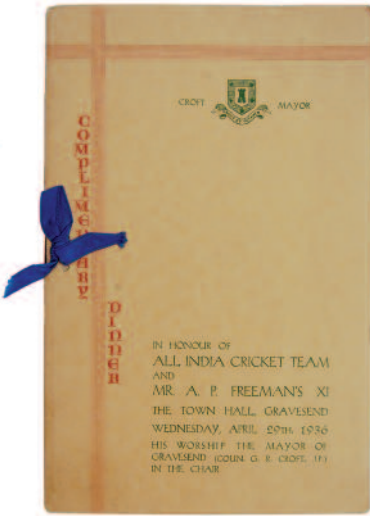 CROFT MAYOR
COMPLIMENTARY
DINNER
IN HONOUR OF
ALL INDIA CRICKET TEAM
AND
MR. A. P. FREEMAN'S XI
THE TOWN HALL, GRAVESEND
WEDNESDAY, APRIL 29TH, 1936
HIS WORSHIP THE MAYOR OF
GRAVESEND (COUN. G. E. CROFT, J.P.)
IN THE CHAIR